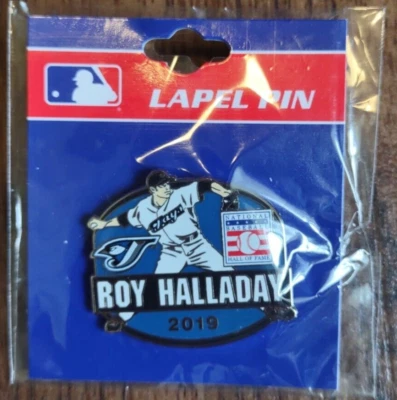 LAPEL PIN
Jays
NATIONAL
BASEBALL
HALL OF FAME
ROY HALLADAY
2019